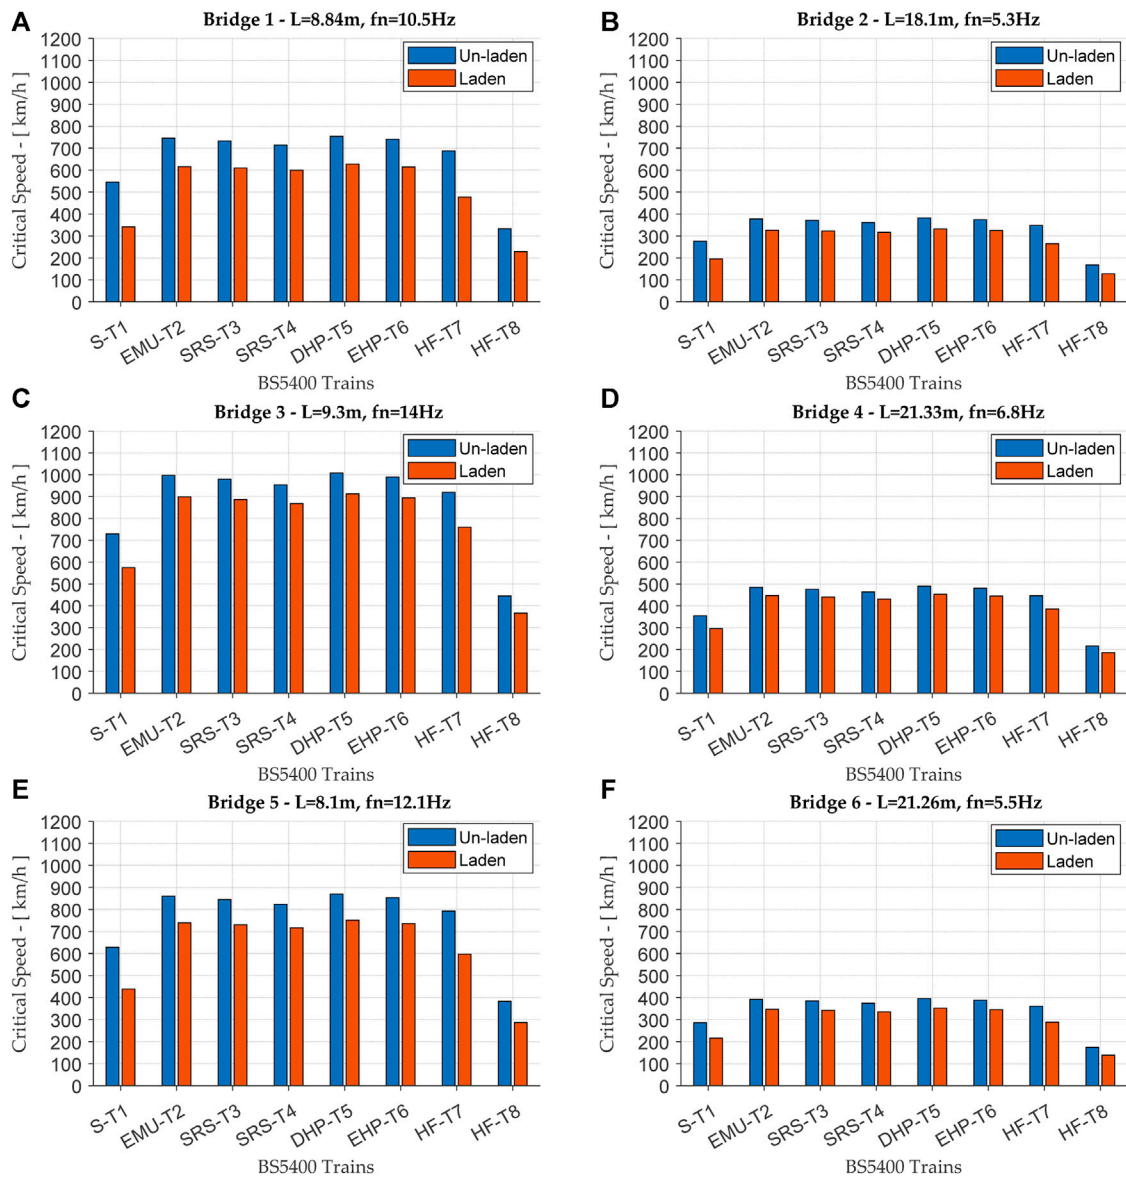 A
Bridge 1 - L=8.84m, fn=10.5Hz
Critical Speed - [ km/h ]
1200
1100
1000
900
800
700
600
500
400
300
200
100
0
Un-laden
Laden
S-T1
EMU-T2
SRS-T3
SRS-T4
DHP-T5
EHP-T6
HF-T7
HF-T8
BS5400 Trains
B
Bridge 2 - L=18.1m, fn=5.3Hz
Critical Speed - [ km/h ]
1200
1100
1000
900
800
700
600
500
400
300
200
100
0
Un-laden
Laden
S-T1
EMU-T2
SRS-T3
SRS-T4
DHP-T5
EHP-T6
HF-T7
HF-T8
BS5400 Trains
C
Bridge 3 - L=9.3m, fn=14Hz
Critical Speed - [ km/h ]
1200
1100
1000
900
800
700
600
500
400
300
200
100
0
Un-laden
Laden
S-T1
EMU-T2
SRS-T3
SRS-T4
DHP-T5
EHP-T6
HF-T7
HF-T8
BS5400 Trains
D
Bridge 4 - L=21.33m, fn=6.8Hz
Critical Speed - [ km/h ]
1200
1100
1000
900
800
700
600
500
400
300
200
100
0
Un-laden
Laden
S-T1
EMU-T2
SRS-T3
SRS-T4
DHP-T5
EHP-T6
HF-T7
HF-T8
BS5400 Trains
E
Bridge 5 - L=8.1m, fn=12.1Hz
Critical Speed - [ km/h ]
1200
1100
1000
900
800
700
600
500
400
300
200
100
0
Un-laden
Laden
S-T1
EMU-T2
SRS-T3
SRS-T4
DHP-T5
EHP-T6
HF-T7
HF-T8
BS5400 Trains
F
Bridge 6 - L=21.26m, fn=5.5Hz
Critical Speed - [ km/h ]
1200
1100
1000
900
800
700
600
500
400
300
200
100
0
Un-laden
Laden
S-T1
EMU-T2
SRS-T3
SRS-T4
DHP-T5
EHP-T6
HF-T7
HF-T8
BS5400 Trains